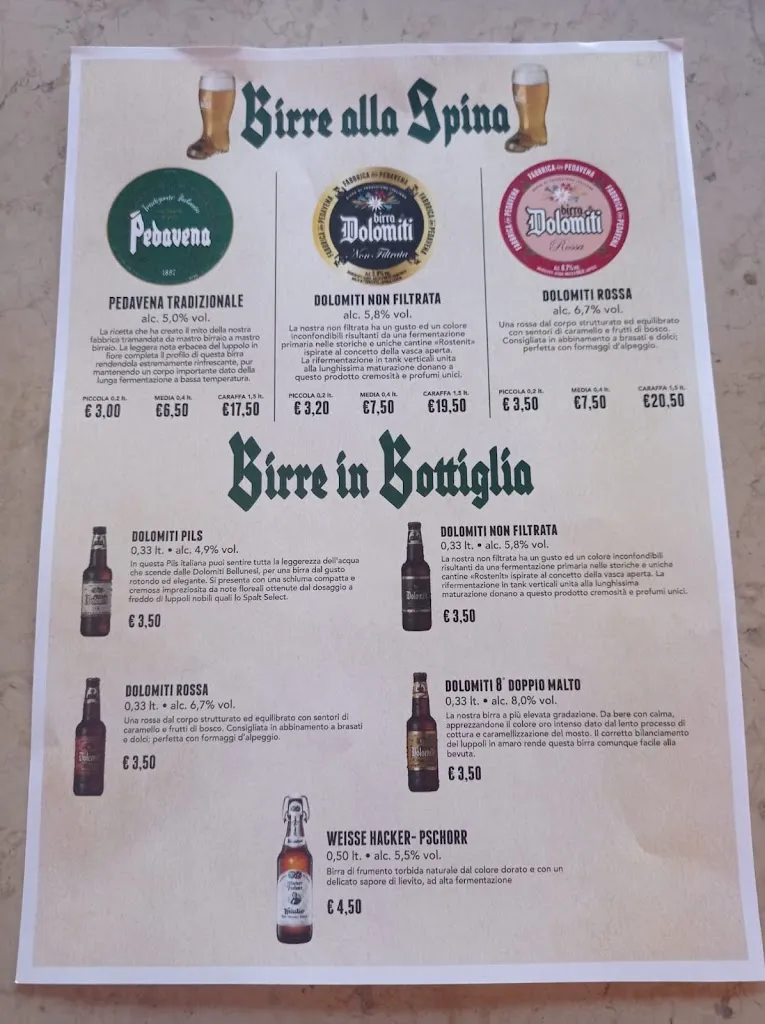 Birre alla Spina
Pedavena
1897
PEDAVENA TRADIZIONALE
alc. 5,0% vol.
La ricetta che ha creato il mito della nostra
fabbrica tramandata da mastro birraio a mastro
birraio. La leggera nota erbacea del luppolo in
fiore completa il profilo di questa birra
rendendola estremamente rinfrescante, pur
mantenendo un corpo importante dato della
lunga fermentazione a bassa temperatura.
PICCOLA 0,2 lt. MEDIA 0,4 lt. CARAFFA 1,5 lt.
€ 3,00 €6,50 €17,50
FABBRICA DI PEDAVENA
birra
Dolomiti
Non Filtrata
DOLOMITI NON FILTRATA
alc. 5,8% vol.
La nostra non filtrata ha un gusto ed un colore
inconfondibili risultanti da una fermentazione
primaria nelle storiche e uniche cantine «Rostenit»
ispirate al concetto della vasca aperta.
La rifermentazione in tank verticali unita
alla lunghissima maturazione donano a
questo prodotto cremosità e profumi unici.
PICCOLA 0,2 lt. MEDIA 0,4 lt. CARAFFA 1,5 lt.
€ 3,20 €7,50 €19,50
FABBRICA DI PEDAVENA
birra
Dolomiti
Rossa
DOLOMITI ROSSA
alc. 6,7% vol.
Una rossa dal corpo strutturato ed equilibrato
con sentori di caramello e frutti di bosco.
Consigliata in abbinamento a brasati e dolci;
perfetta con formaggi d'alpeggio.
PICCOLA 0,2 lt. MEDIA 0,4 lt. CARAFFA 1,5 lt.
€ 3,50 €7,50 €20,50
Birre in Bottiglia
DOLOMITI PILS
0,33 lt. • alc. 4,9% vol.
In questa Pils italiana puoi sentire tutta la leggerezza dell'acqua
che scende dalle Dolomiti Bellunesi, per una birra dal gusto
rotondo ed elegante. Si presenta con una schiuma compatta e
cremosa impreziosita da note floreali ottenute dal dosaggio a
freddo di luppoli nobili quali lo Spalt Select.
€ 3,50
DOLOMITI NON FILTRATA
0,33 lt. • alc. 5,8% vol.
La nostra non filtrata ha un gusto ed un colore inconfondibili
risultanti da una fermentazione primaria nelle storiche e uniche
cantine «Rostenit» ispirate al concetto della vasca aperta. La
rifermentazione in tank verticali unita alla lunghissima
maturazione donano a questo prodotto cremosità e profumi unici.
€ 3,50
DOLOMITI ROSSA
0,33 lt. • alc. 6,7% vol.
Una rossa dal corpo strutturato ed equilibrato con sentori di
caramello e frutti di bosco. Consigliata in abbinamento a brasati
e dolci; perfetta con formaggi d'alpeggio.
€ 3,50
DOLOMITI 8° DOPPIO MALTO
0,33 lt. • alc. 8,0% vol.
La nostra birra a più elevata gradazione. Da bere con calma,
apprezzandone il colore oro intenso dato dal lento processo di
cottura e caramellizzazione del mosto. Il corretto bilanciamento
dei luppoli in amaro rende questa birra comunque facile alla
bevuta.
€ 3,50
WEISSE HACKER- PSCHORR
0,50 lt. • alc. 5,5% vol.
Birra di frumento torbida naturale dal colore dorato e con un
delicato sapore di lievito, ad alta fermentazione
€ 4,50